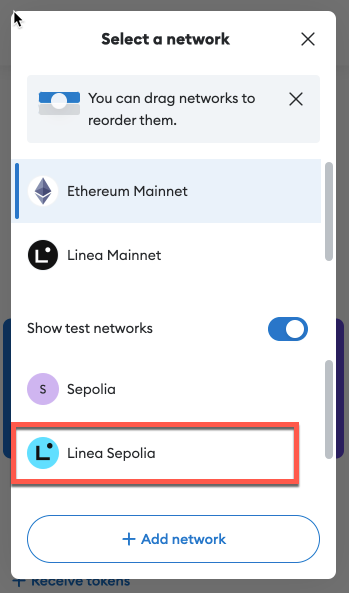 Select a network
You can drag networks to
reorder them.
Ethereum Mainnet
Linea Mainnet
Show test networks
S
Sepolia
Linea Sepolia
+ Add network
+ Receive tokens